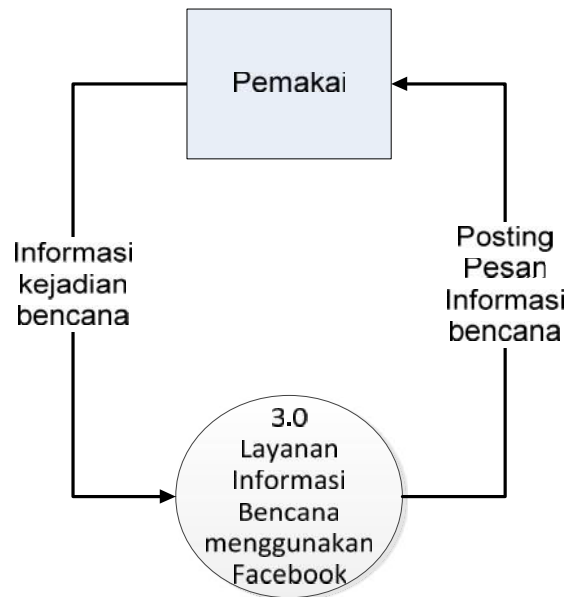 Pemakai
Informasi
kejadian
bencana
Posting
Pesan
Informasi
bencana
3.0
Layanan
Informasi
Bencana
menggunakan
Facebook